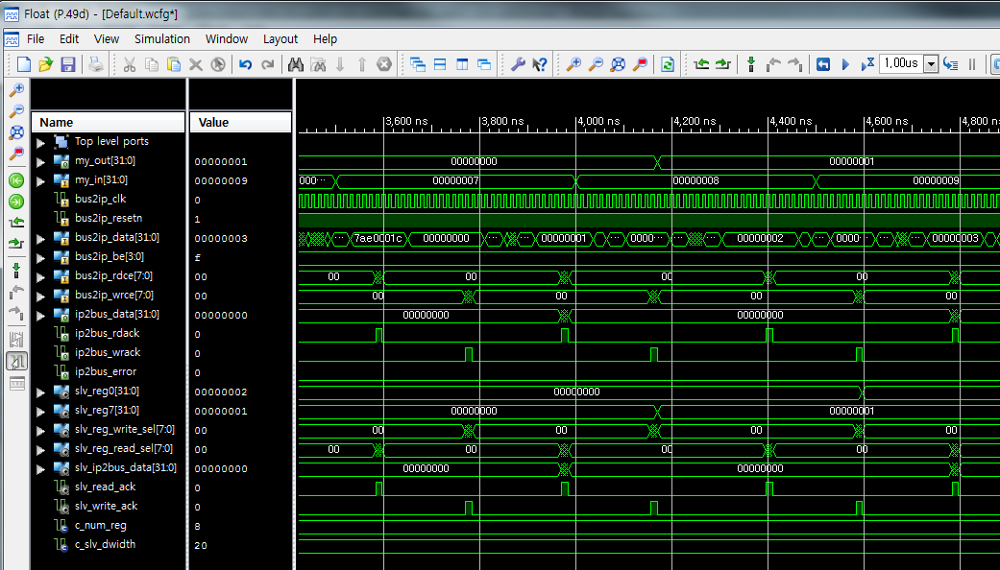 Float (P.49d) - [Default.wcfg*]
File Edit View Simulation Window Layout Help
1.00us
Name Value
3,600 ns 3,800 ns 4,000 ns 4,200 ns 4,400 ns 4,600 ns 4,800 n
Top level ports
my_out[31:0] 00000001 00000000 00000001
my_in[31:0] 00000009 000... 00000007 00000008 00000009
bus2ip_clk 0
bus2ip_resetn 1
bus2ip_data[31:0] 00000003 ... 7ae0001c 00000000 ... ... 00000001 ... 0000... ... ... 00000002 ... 0000... ... ... 00000003
bus2ip_be[3:0] f
bus2ip_rdce[7:0] 00 00 00 00 00
bus2ip_wrce[7:0] 00 00 00 00 00
ip2bus_data[31:0] 00000000 00000000 00000000
ip2bus_rdack 0
ip2bus_wrack 0
ip2bus_error 0
slv_reg0[31:0] 00000002 00000000
slv_reg7[31:0] 00000001 00000000 00000001
slv_reg_write_sel[7:0] 00 00 00 00 00
slv_reg_read_sel[7:0] 00 00 00 00 00
slv_ip2bus_data[31:0] 00000000 00000000 00000000
slv_read_ack 0
slv_write_ack 0
c_num_reg 8
c_slv_dwidth 20